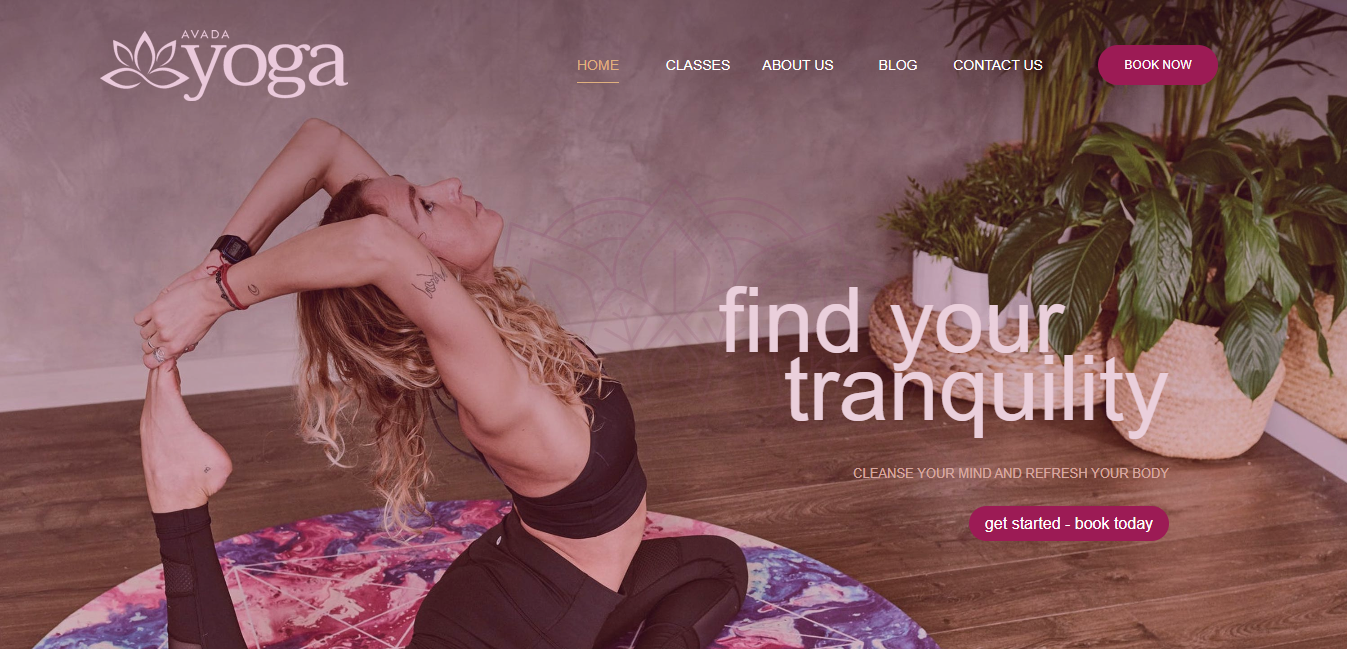 AVADA
yoga
HOME CLASSES ABOUT US BLOG CONTACT US BOOK NOW
find your
tranquility
CLEANSE YOUR MIND AND REFRESH YOUR BODY
get started - book today